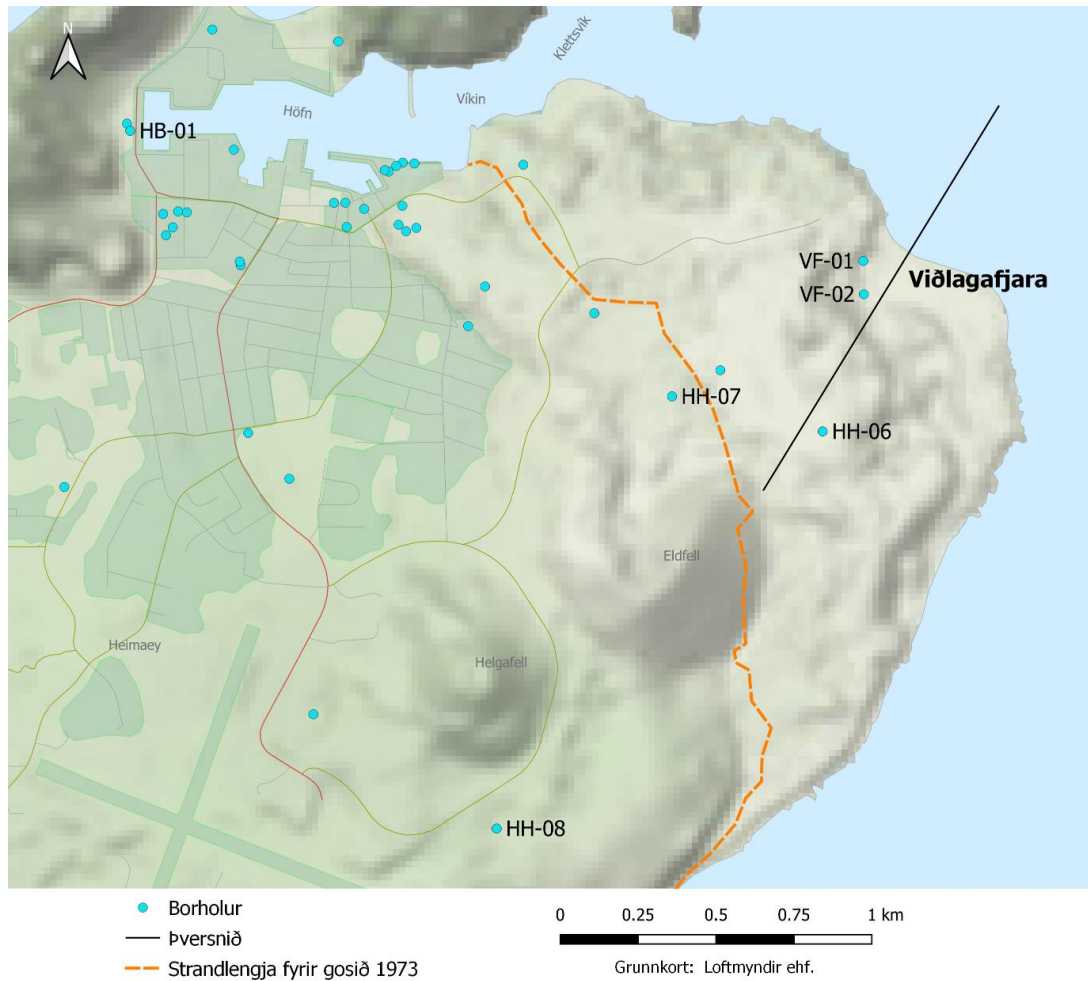 N
Klettsvík
Víkin
Höfn
HB-01
VF-01
Viðlagafjara
VF-02
HH-07
HH-06
Eldfell
Heimaey
Helgafell
HH-08
Borholur
Þversnið
Strandlengja fyrir gosið 1973
0 0.25 0.5 0.75 1 km
Grunnkort: Loftmyndir ehf.